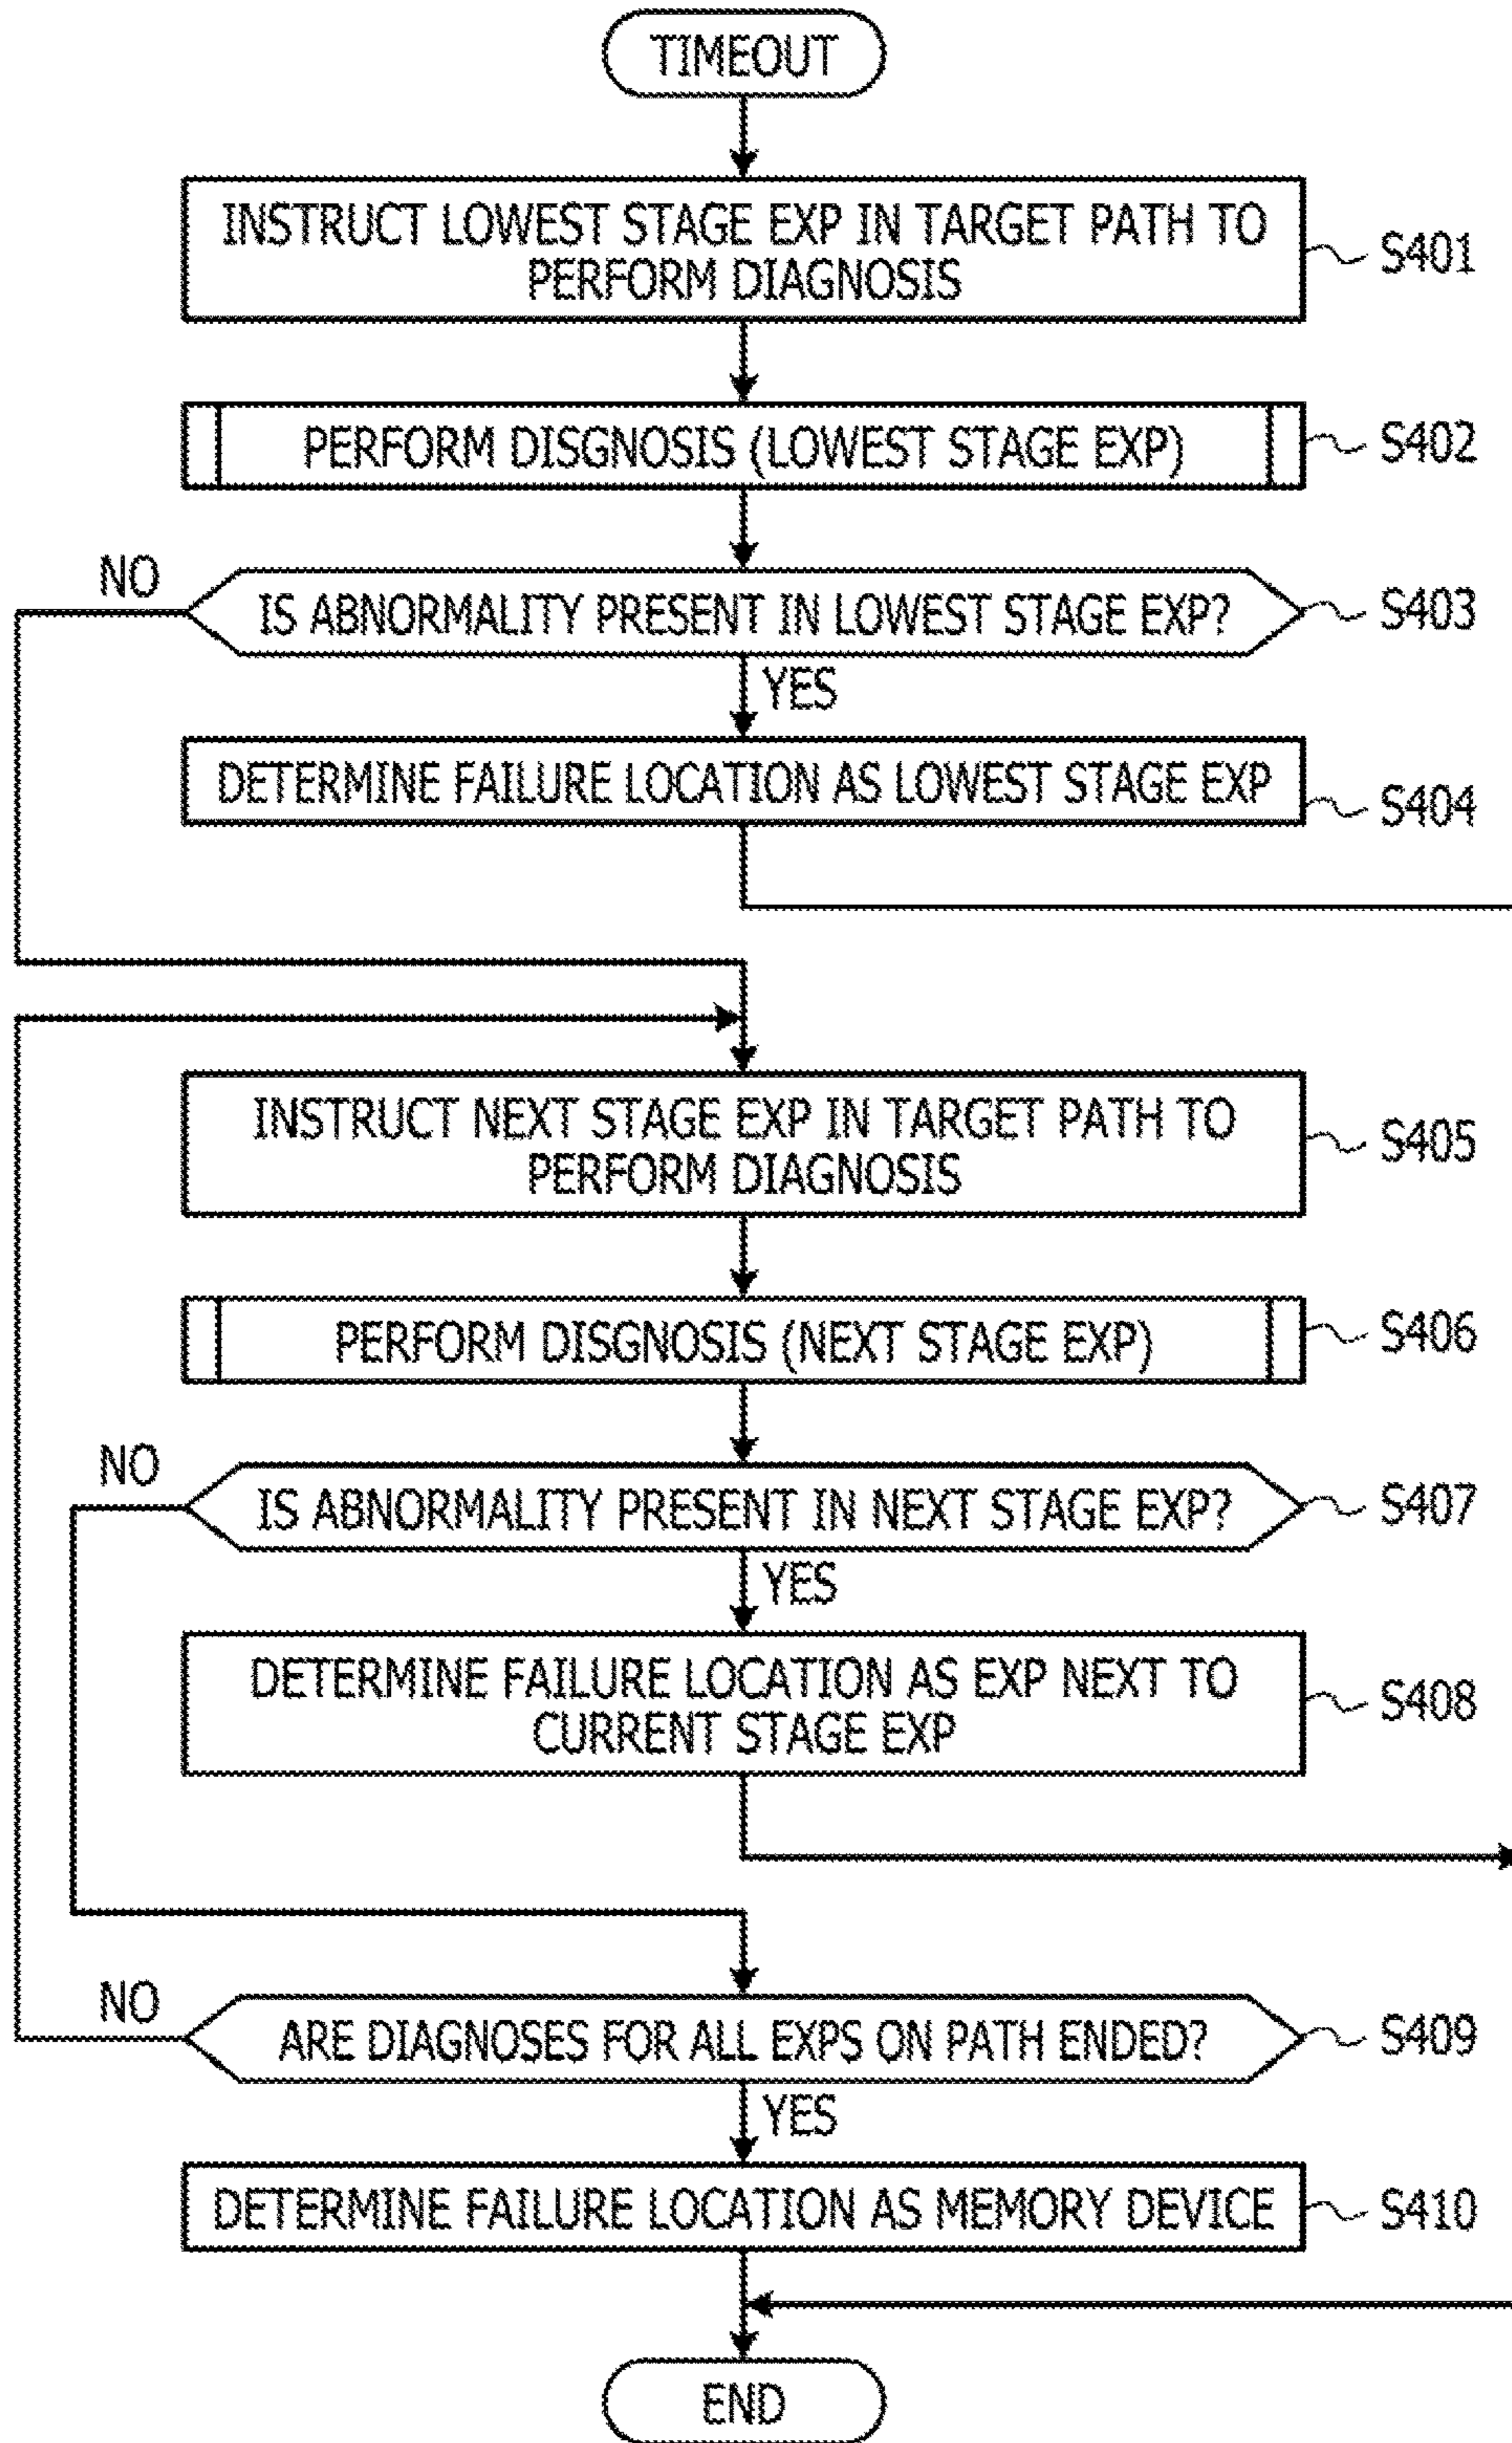 TIMEOUT
INSTRUCT LOWEST STAGE EXP IN TARGET PATH TO
PERFORM DIAGNOSIS
S401
PERFORM DISGNOSIS (LOWEST STAGE EXP)
S402
NO
IS ABNORMALITY PRESENT IN LOWEST STAGE EXP?
S403
YES
DETERMINE FAILURE LOCATION AS LOWEST STAGE EXP
S404
INSTRUCT NEXT STAGE EXP IN TARGET PATH TO
PERFORM DIAGNOSIS
S405
PERFORM DISGNOSIS (NEXT STAGE EXP)
S406
NO
IS ABNORMALITY PRESENT IN NEXT STAGE EXP?
S407
YES
DETERMINE FAILURE LOCATION AS EXP NEXT TO
CURRENT STAGE EXP
S408
NO
ARE DIAGNOSES FOR ALL EXPS ON PATH ENDED?
S409
YES
DETERMINE FAILURE LOCATION AS MEMORY DEVICE
S410
END